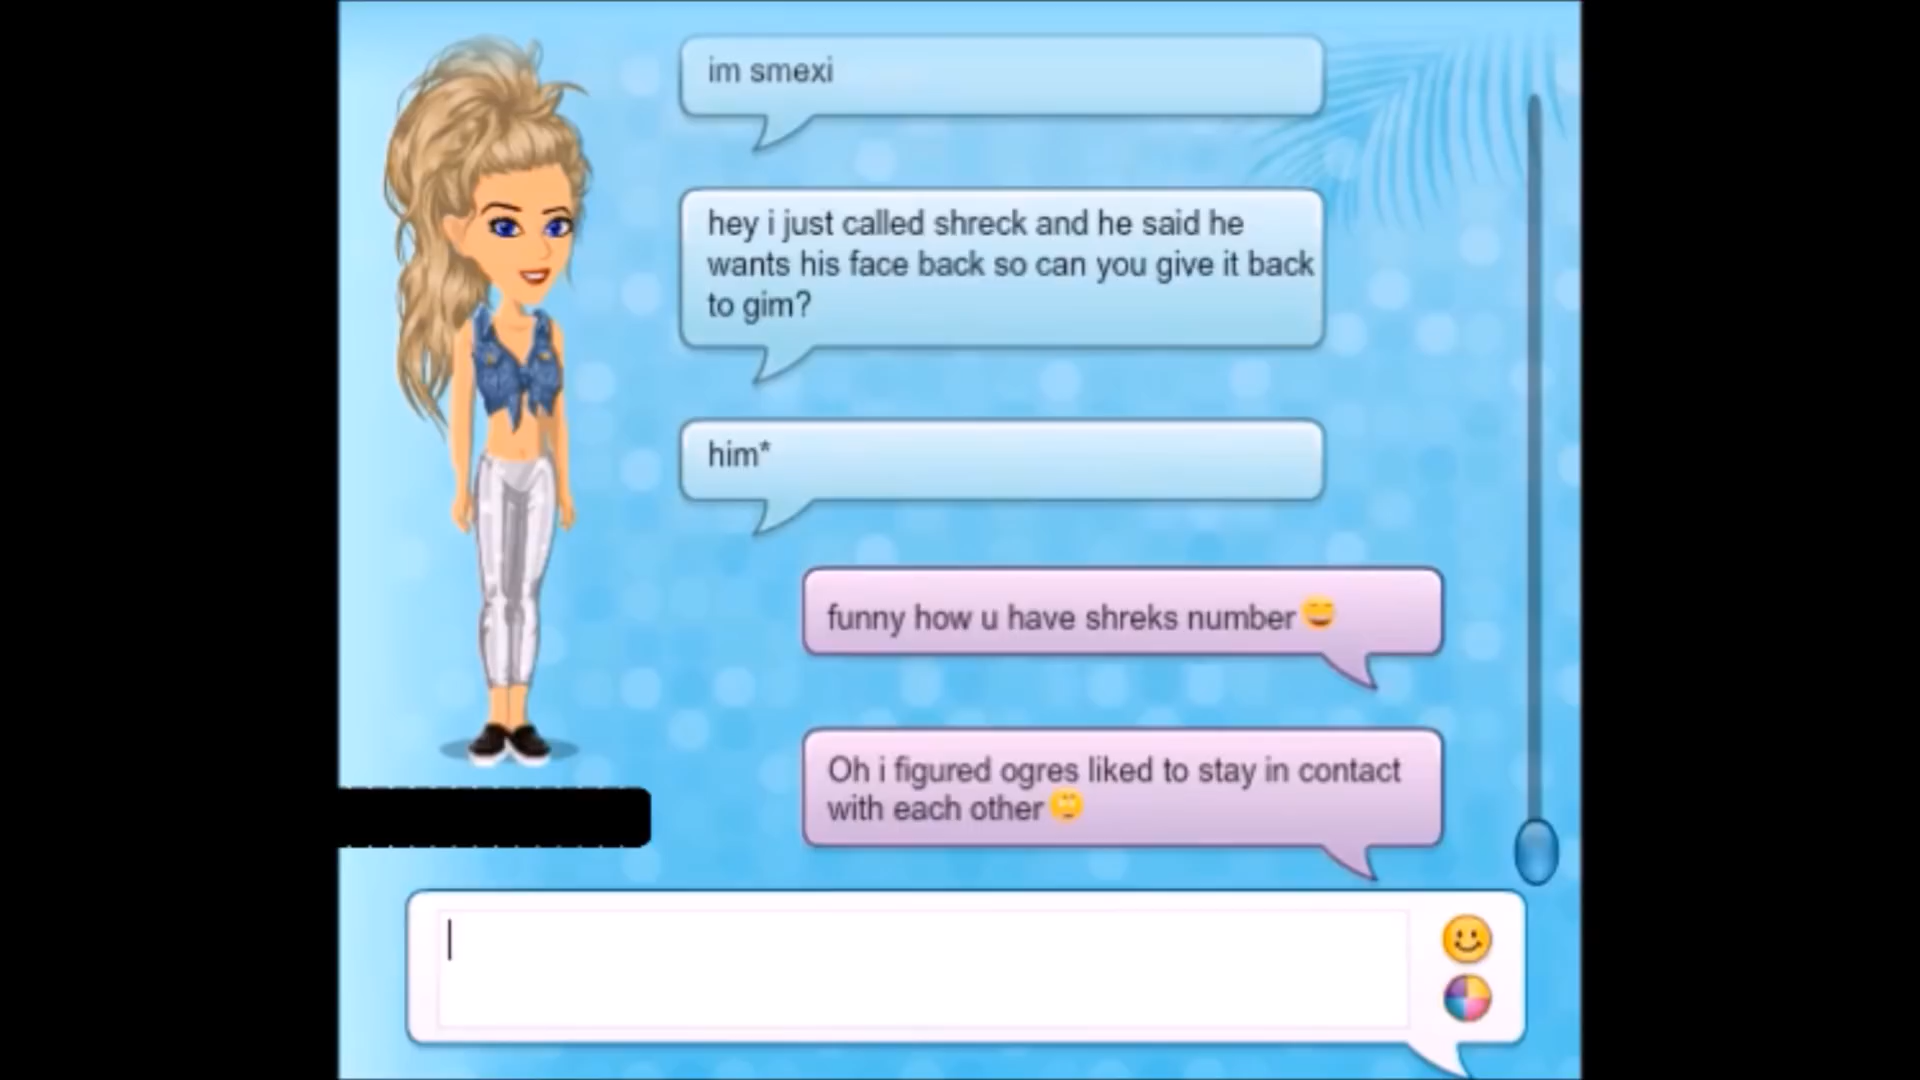 im smexi
hey i just called shreck and he said he
wants his face back so can you give it back
to gim?
him*
funny how u have shreks number
Oh i figured ogres liked to stay in contact
with each other